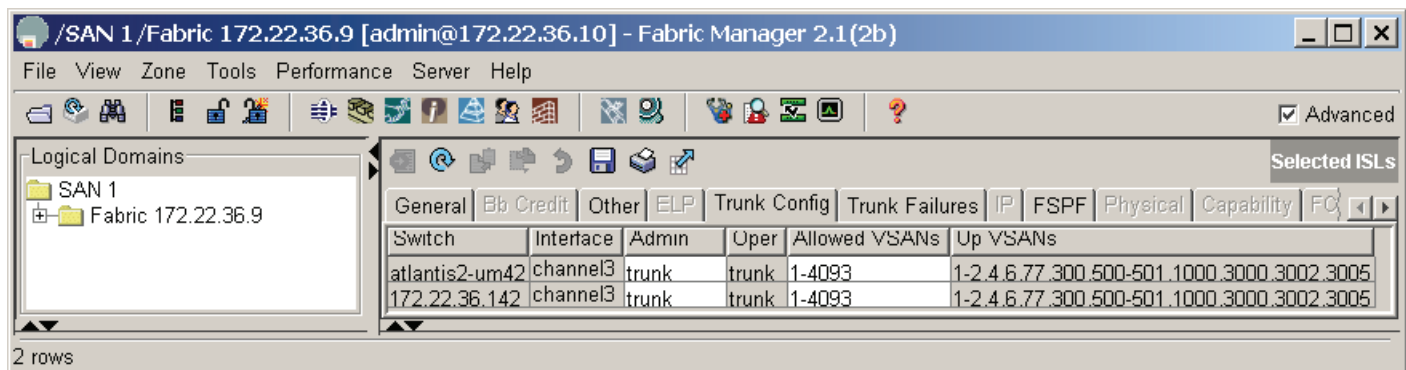 /SAN 1/Fabric 172.22.36.9 [admin@172.22.36.10] - Fabric Manager 2.1(2b)
File View Zone Tools Performance Server Help
Advanced
Logical Domains
SAN 1
Fabric 172.22.36.9
Selected ISLs
General Bb Credit Other ELP Trunk Config Trunk Failures IP FSPF Physical Capability FC
Switch Interface Admin Oper Allowed VSANs Up VSANs
atlantis2-um42 channel3 trunk trunk 1-4093 1-2,4,6,77,300,500-501,1000,3000,3002,3005
172.22.36.142 channel3 trunk trunk 1-4093 1-2,4,6,77,300,500-501,1000,3000,3002,3005
2 rows